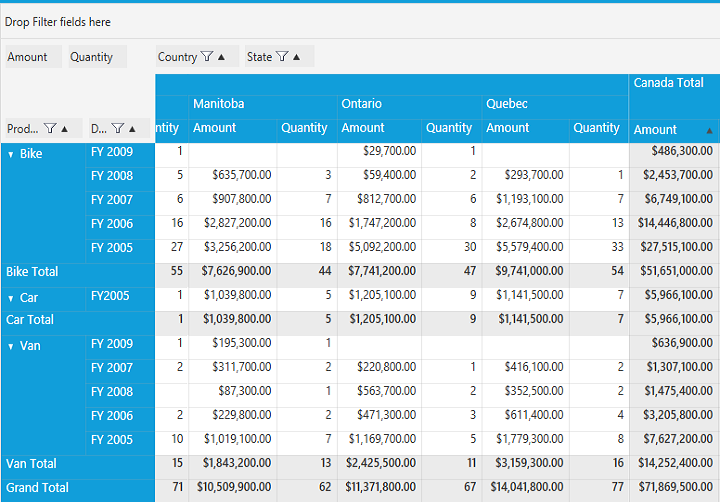 Drop Filter fields here
Amount Quantity Country State
Canada Total
Manitoba Ontario Quebec
Prod... D... ntity Amount Quantity Amount Quantity Amount Quantity Amount
Bike FY 2009 1 $29,700.00 1 $486,300.00
FY 2008 5 $635,700.00 3 $59,400.00 2 $293,700.00 1 $2,453,700.00
FY 2007 6 $907,800.00 7 $812,700.00 6 $1,193,100.00 7 $6,749,100.00
FY 2006 16 $2,827,200.00 16 $1,747,200.00 8 $2,674,800.00 13 $14,446,800.00
FY 2005 27 $3,256,200.00 18 $5,092,200.00 30 $5,579,400.00 33 $27,515,100.00
Bike Total 55 $7,626,900.00 44 $7,741,200.00 47 $9,741,000.00 54 $51,651,000.00
Car FY2005 1 $1,039,800.00 5 $1,205,100.00 9 $1,141,500.00 7 $5,966,100.00
Car Total 1 $1,039,800.00 5 $1,205,100.00 9 $1,141,500.00 7 $5,966,100.00
Van FY 2009 1 $195,300.00 1 $636,900.00
FY 2007 2 $311,700.00 2 $220,800.00 1 $416,100.00 2 $1,307,100.00
FY 2008 $87,300.00 1 $563,700.00 2 $352,500.00 2 $1,475,400.00
FY 2006 2 $229,800.00 2 $471,300.00 3 $611,400.00 4 $3,205,800.00
FY 2005 10 $1,019,100.00 7 $1,169,700.00 5 $1,779,300.00 8 $7,627,200.00
Van Total 15 $1,843,200.00 13 $2,425,500.00 11 $3,159,300.00 16 $14,252,400.00
Grand Total 71 $10,509,900.00 62 $11,371,800.00 67 $14,041,800.00 77 $71,869,500.00